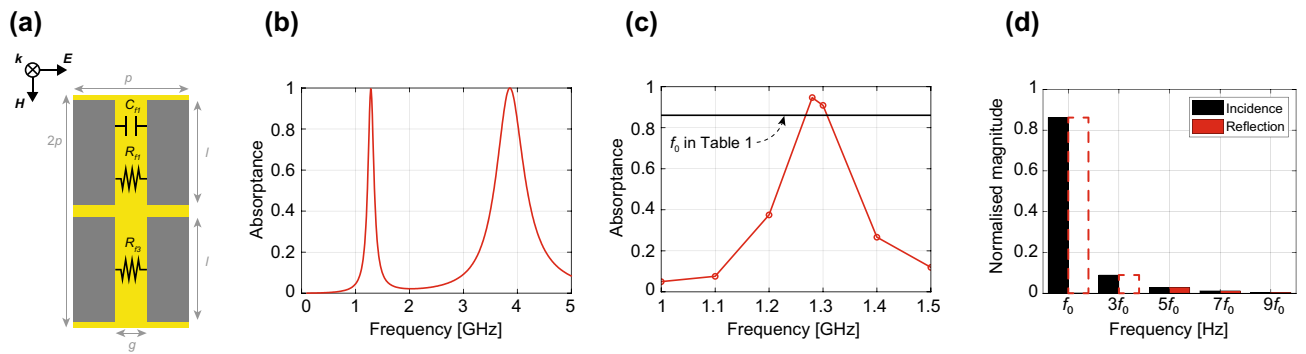 (a)
k
E
H
p
2p
C_f1
R_f1
l
R_f3
l
g
(b)
Absorptance
1
0.8
0.6
0.4
0.2
0
0 1 2 3 4 5
Frequency [GHz]
(c)
Absorptance
1
0.8
0.6
0.4
0.2
0
f_0 in Table 1
1 1.1 1.2 1.3 1.4 1.5
Frequency [GHz]
(d)
Normalised magnitude
1
0.8
0.6
0.4
0.2
0
Incidence
Reflection
f_0 3f_0 5f_0 7f_0 9f_0
Frequency [Hz]